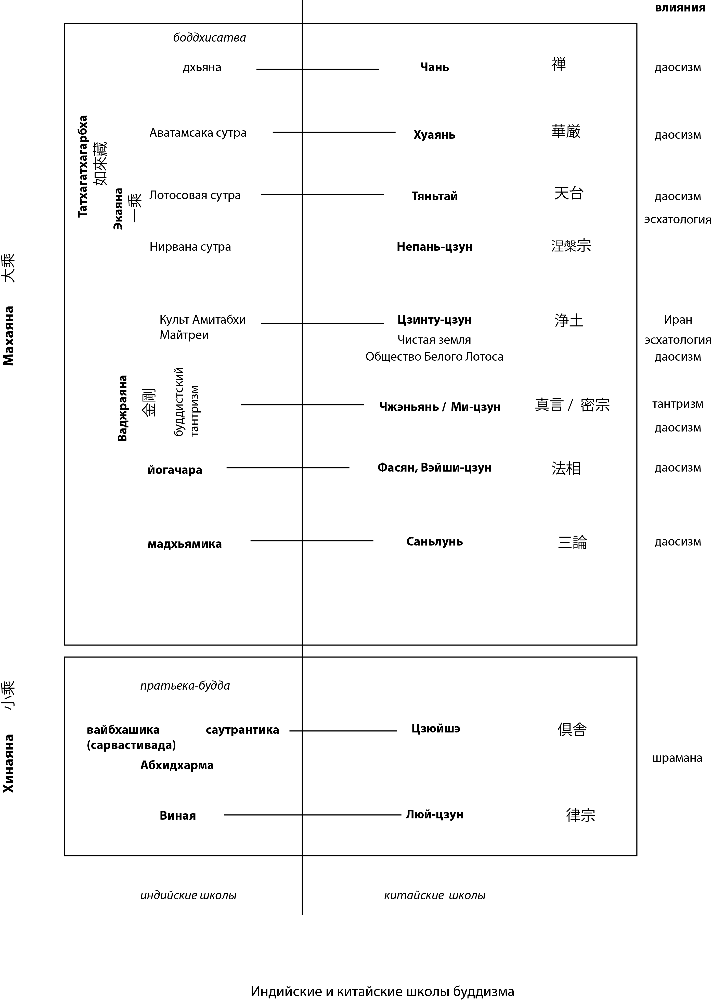 влияния
боддхисатва
дхьяна Чань 禅 даосизм
Татхагатхагарбха
如來藏
Аватамсака сутра Хуаянь 華厳 даосизм
Экаяна
一乘
Лотосовая сутра Тяньтай 天台 даосизм
эсхатология
Нирвана сутра Непань-цзун 涅槃宗
Махаяна 大乘
Культ Амитабхи Цзинту-цзун 浄土 Иран
Майтреи Чистая земля эсхатология
Общество Белого Лотоса даосизм
Ваджраяна
金剛
буддистский
тантризм
Чжэньянь / Ми-цзун 真言 / 密宗 тантризм
даосизм
йогачара Фасян, Вэйши-цзун 法相 даосизм
мадхьямика Саньлунь 三論 даосизм
Хинаяна 小乘
пратьека-будда
вайбхашика саутрантика Цзюйшэ 倶舎
(сарвастивада)
шрамана
Абхидхарма
Виная Люй-цзун 律宗
индийские школы китайские школы
Индийские и китайские школы буддизма